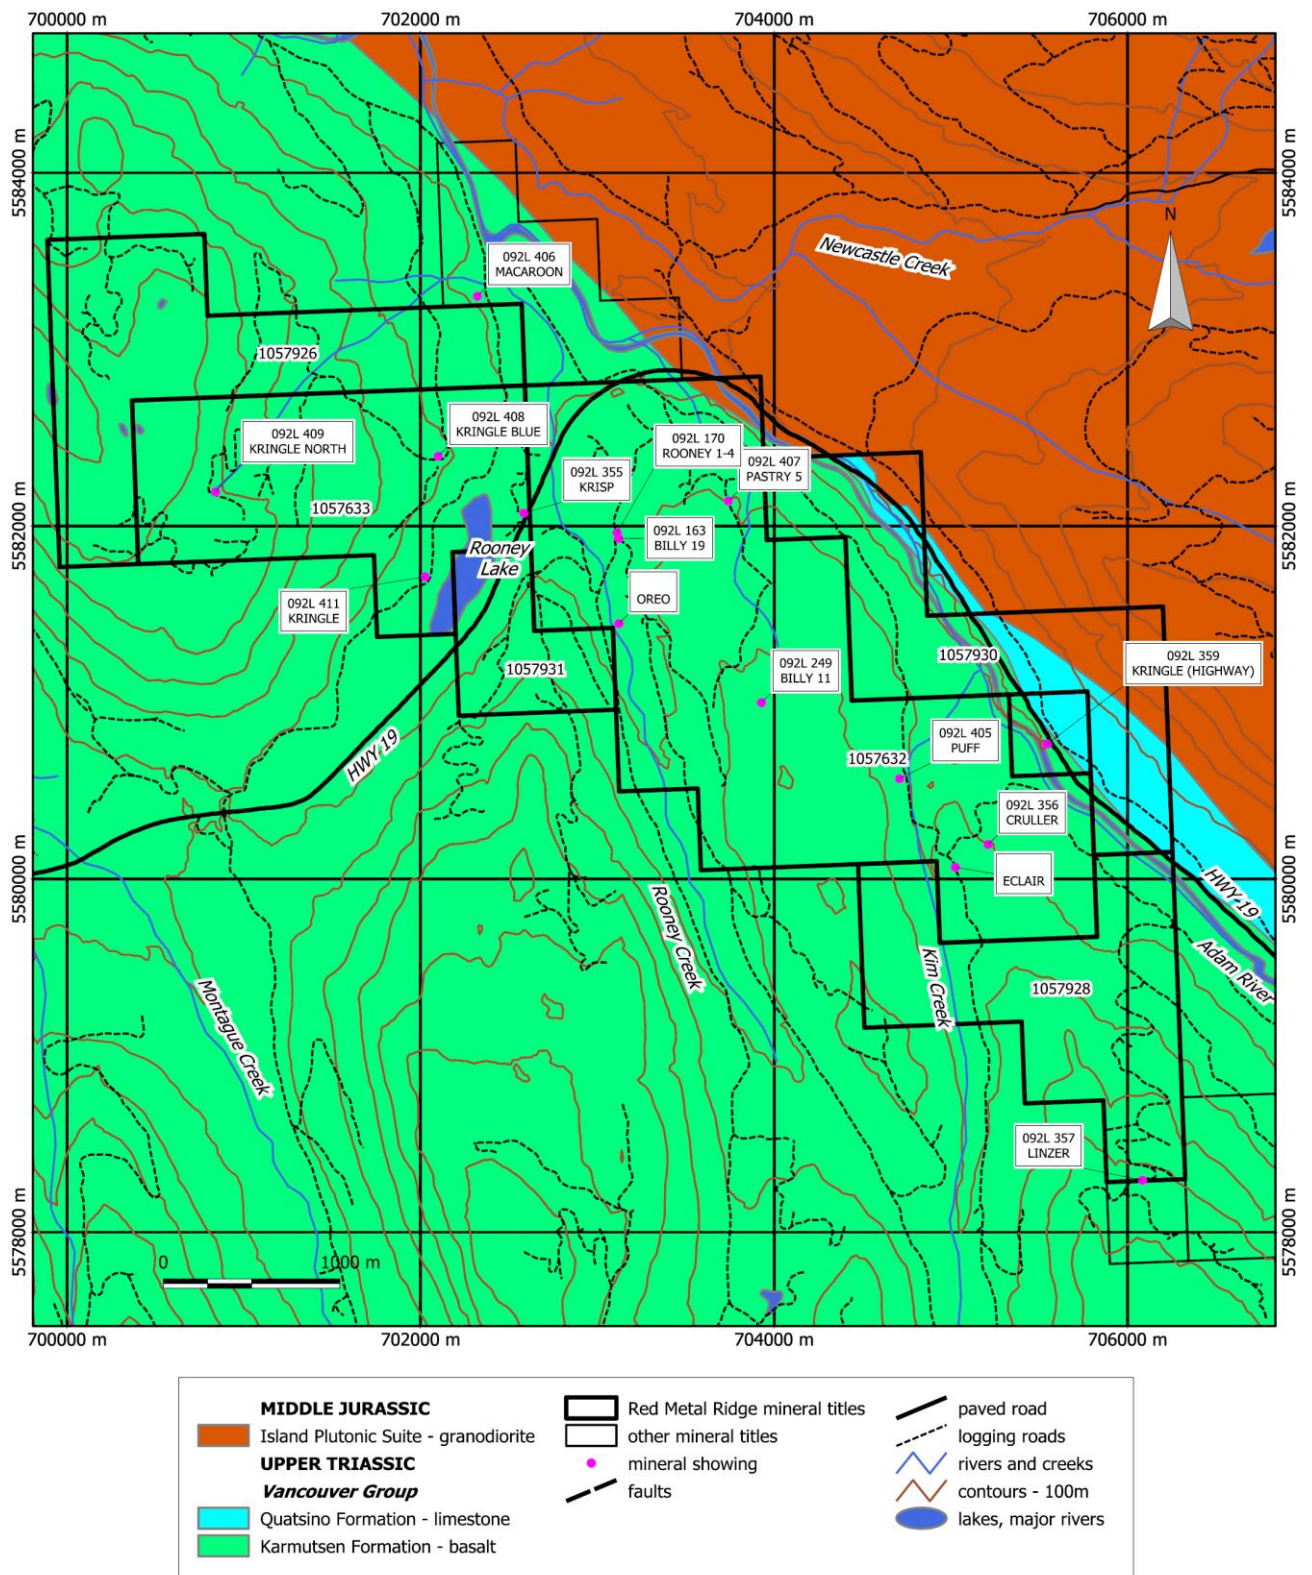 700000 m
702000 m
704000 m
706000 m
5584000 m
5584000 m
N
Newcastle Creek
092L 406
MACAROON
1057926
092L 409
KRINGLE NORTH
092L 408
KRINGLE BLUE
092L 170
ROONEY 1-4
092L 407
PASTRY 5
092L 355
KRISP
1057633
5582000 m
5582000 m
092L 163
BILLY 19
Rooney
Lake
092L 411
KRINGLE
OREO
1057931
1057930
092L 359
KRINGLE (HIGHWAY)
092L 249
BILLY 11
092L 405
PUFF
HWY 19
1057632
092L 356
CRULLER
ECLAIR
5580000 m
5580000 m
HWY-19
Adam River
Rooney Creek
Kim Creek
Montague Creek
1057928
092L 357
LINZER
5578000 m
5578000 m
0
1000 m
700000 m
702000 m
704000 m
706000 m
MIDDLE JURASSIC
Island Plutonic Suite - granodiorite
UPPER TRIASSIC
Vancouver Group
Quatsino Formation - limestone
Karmutsen Formation - basalt
Red Metal Ridge mineral titles
other mineral titles
mineral showing
faults
paved road
logging roads
rivers and creeks
contours - 100m
lakes, major rivers